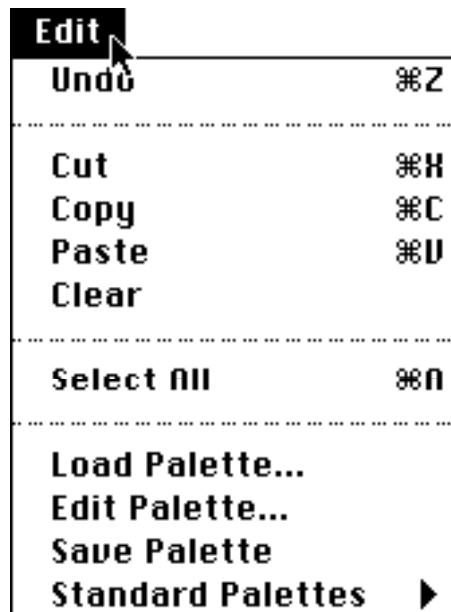 Edit
Undo ⌘Z
Cut ⌘X
Copy ⌘C
Paste ⌘V
Clear
Select All ⌘A
Load Palette...
Edit Palette...
Save Palette
Standard Palettes ▶